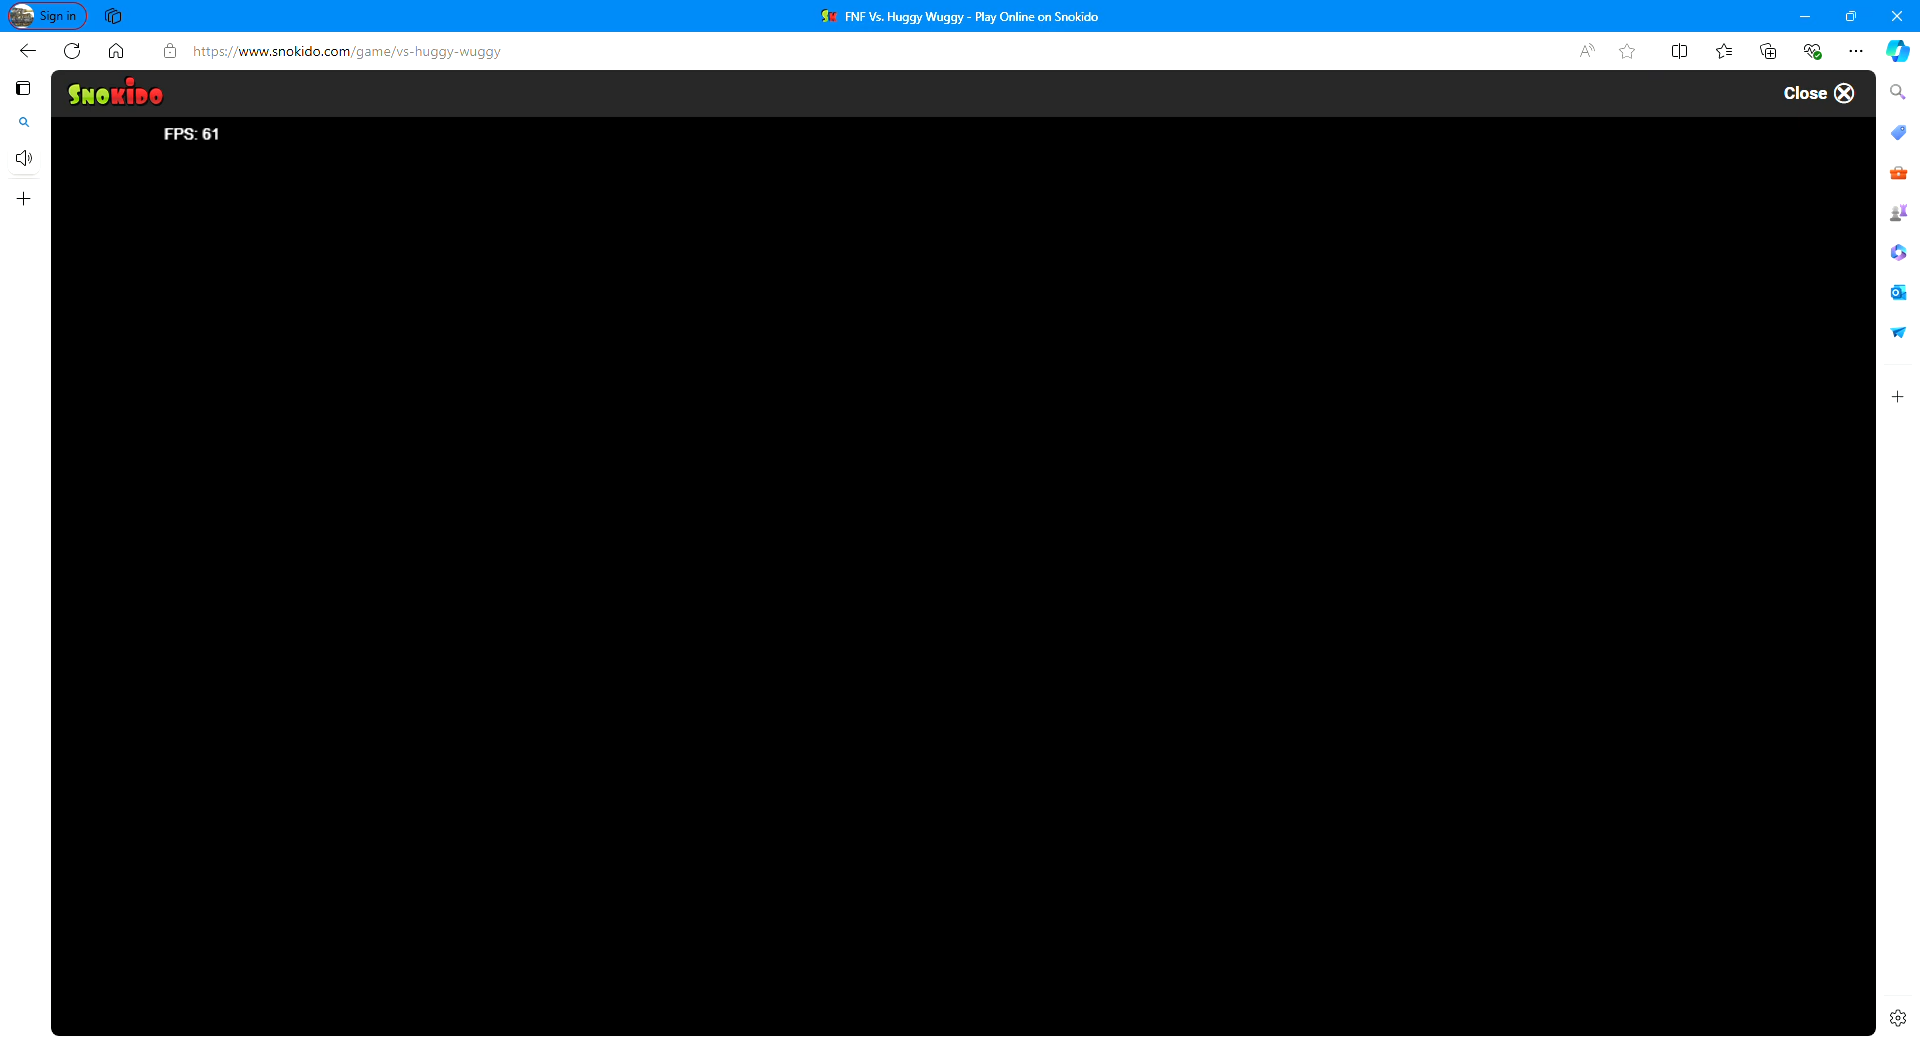 Sign in
FNF Vs. Huggy Wuggy - Play Online on Snokido
https://www.snokido.com/game/vs-huggy-wuggy
SNOKIDO
Close
FPS: 61